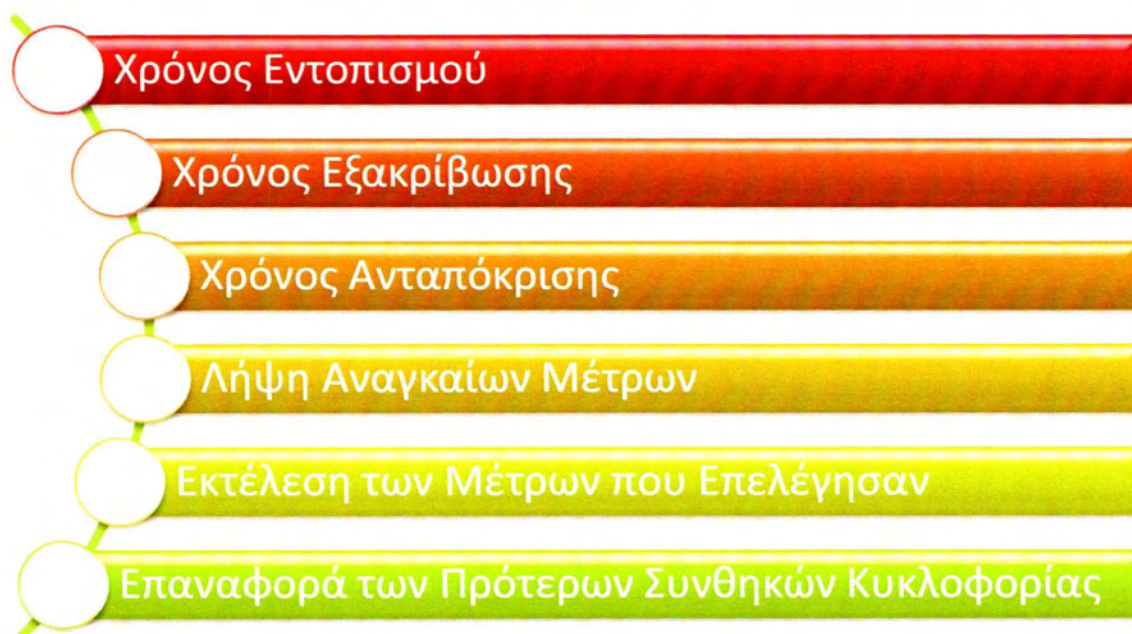 Χρόνος Εντοπισμού
Χρόνος Εξακρίβωσης
Χρόνος Ανταπόκρισης
Λήψη Αναγκαίων Μέτρων
Εκτέλεση των Μέτρων που Επελέγησαν
Επαναφορά των Πρότερων Συνθηκών Κυκλοφορίας